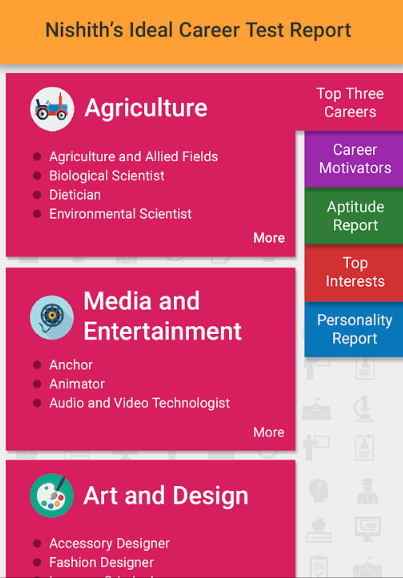 Nishith's Ideal Career Test Report
Agriculture
Agriculture and Allied Fields
Biological Scientist
Dietician
Environmental Scientist
More
Top Three
Careers
Career
Motivators
Aptitude
Report
Top
Interests
Personality
Report
Media and
Entertainment
Anchor
Animator
Audio and Video Technologist
More
Art and Design
Accessory Designer
Fashion Designer